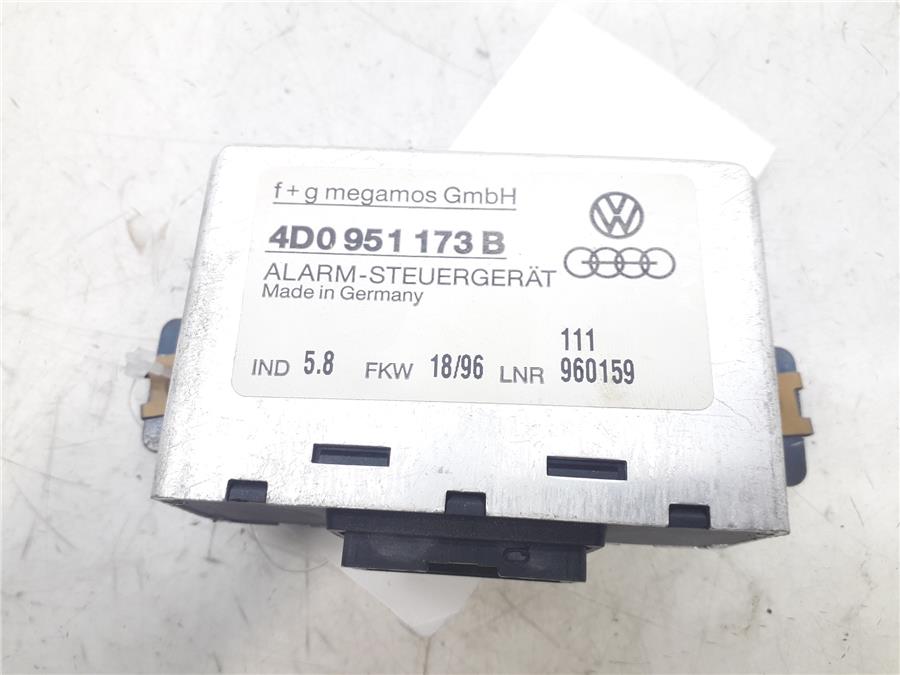 f+g megamos GmbH
4D0 951 173 B
ALARM-STEUERGERÄT
Made in Germany
111
IND 5.8 FKW 18/96 LNR 960159